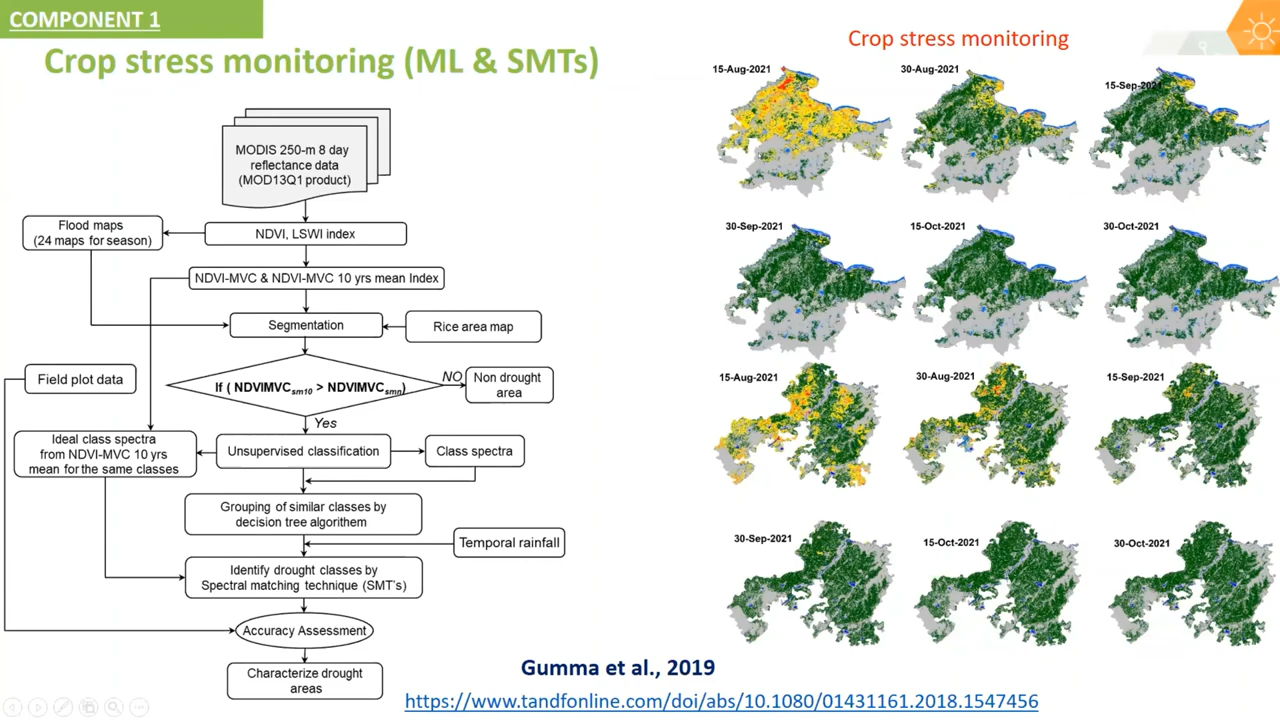 COMPONENT 1
Crop stress monitoring (ML & SMTs)
MODIS 250-m 8 day
reflectance data
(MOD13Q1 product)
Flood maps
(24 maps for season)
NDVI, LSWI index
NDVI-MVC & NDVI-MVC 10 yrs mean Index
Segmentation
Rice area map
Field plot data
If ( NDVIMVCsm10 > NDVIMVCsmn)
NO
Non drought
area
Yes
Ideal class spectra
from NDVI-MVC 10 yrs
mean for the same classes
Unsupervised classification
Class spectra
Grouping of similar classes by
decision tree algorithem
Temporal rainfall
Identify drought classes by
Spectral matching technique (SMT's)
Accuracy Assessment
Characterize drought
areas
Crop stress monitoring
15-Aug-2021
30-Aug-2021
15-Sep-2021
30-Sep-2021
15-Oct-2021
30-Oct-2021
15-Aug-2021
30-Aug-2021
15-Sep-2021
30-Sep-2021
15-Oct-2021
30-Oct-2021
Gumma et al., 2019
https://www.tandfonline.com/doi/abs/10.1080/01431161.2018.1547456